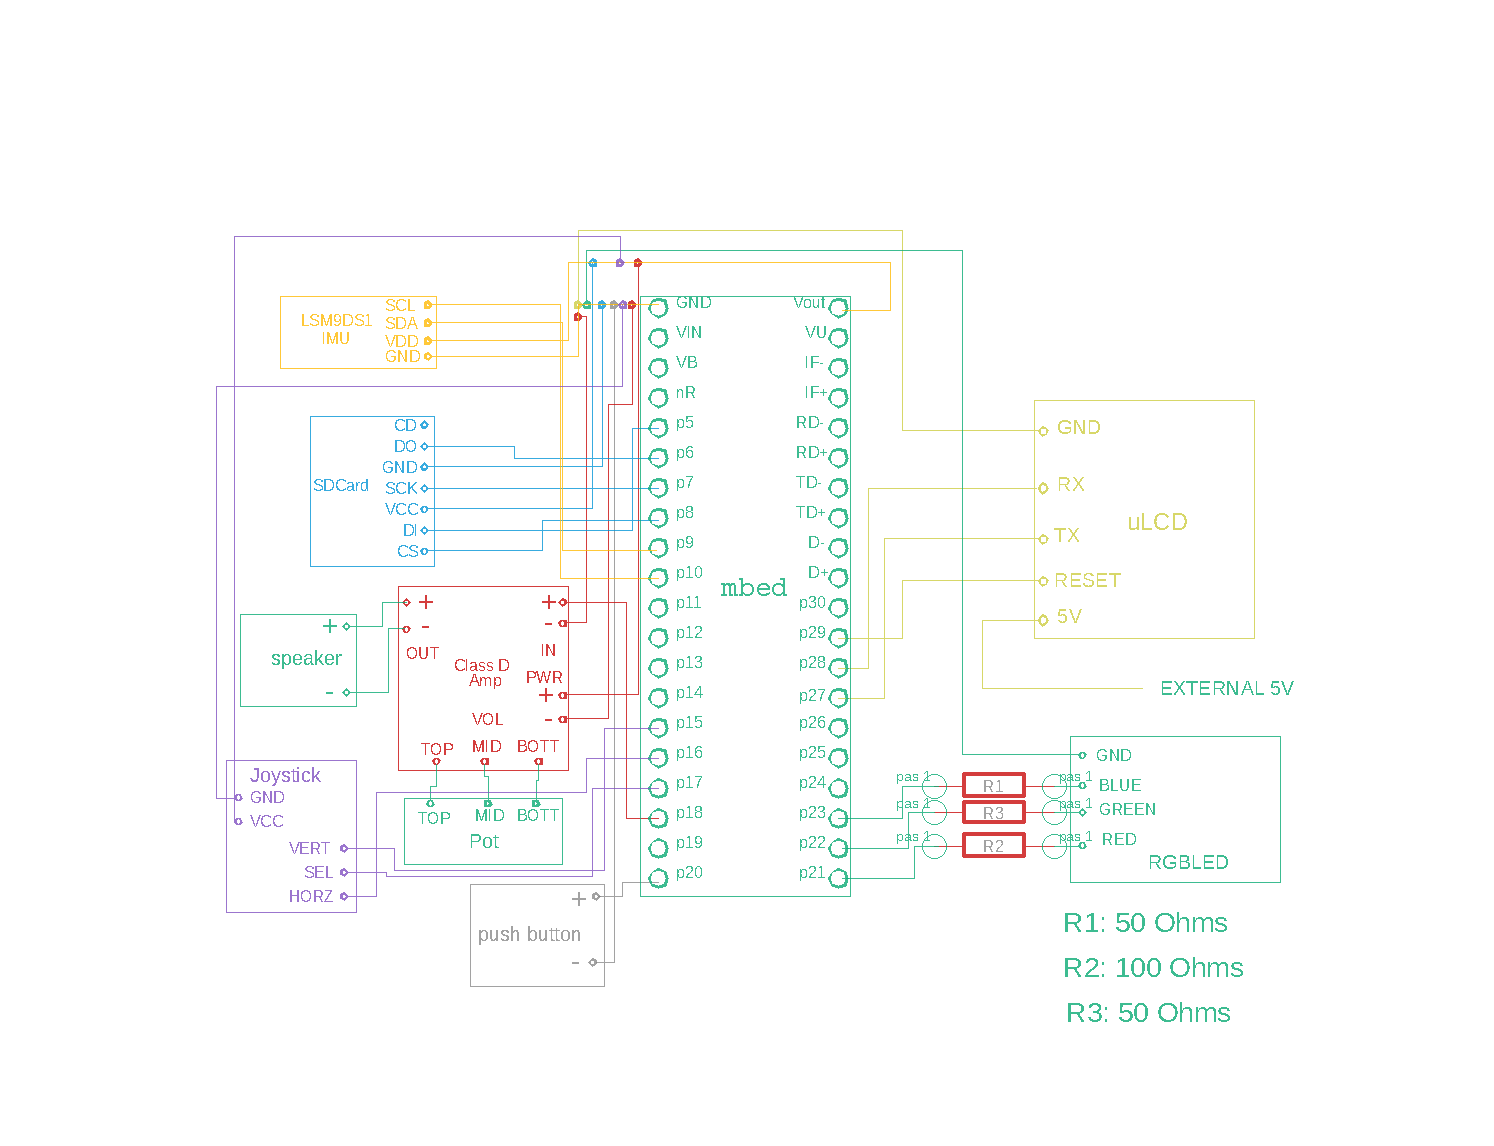 LSM9DS1
IMU
SCL
SDA
VDD
GND
SDCard
CD
DO
GND
SCK
VCC
DI
CS
speaker
+
-
+
-
OUT
+
-
IN
Class D
Amp
PWR
+
-
VOL
TOP
MID
BOTT
TOP
MID
BOTT
Pot
Joystick
GND
VCC
VERT
SEL
HORZ
push button
+
-
mbed
GND
VIN
VB
nR
p5
p6
p7
p8
p9
p10
p11
p12
p13
p14
p15
p16
p17
p18
p19
p20
Vout
VU
IF-
IF+
RD-
RD+
TD-
TD+
D-
D+
p30
p29
p28
p27
p26
p25
p24
p23
p22
p21
GND
RX
TX
RESET
5V
uLCD
EXTERNAL 5V
pas 1
R1
pas 1
pas 1
R3
pas 1
pas 1
R2
pas 1
GND
BLUE
GREEN
RED
RGBLED
R1: 50 Ohms
R2: 100 Ohms
R3: 50 Ohms